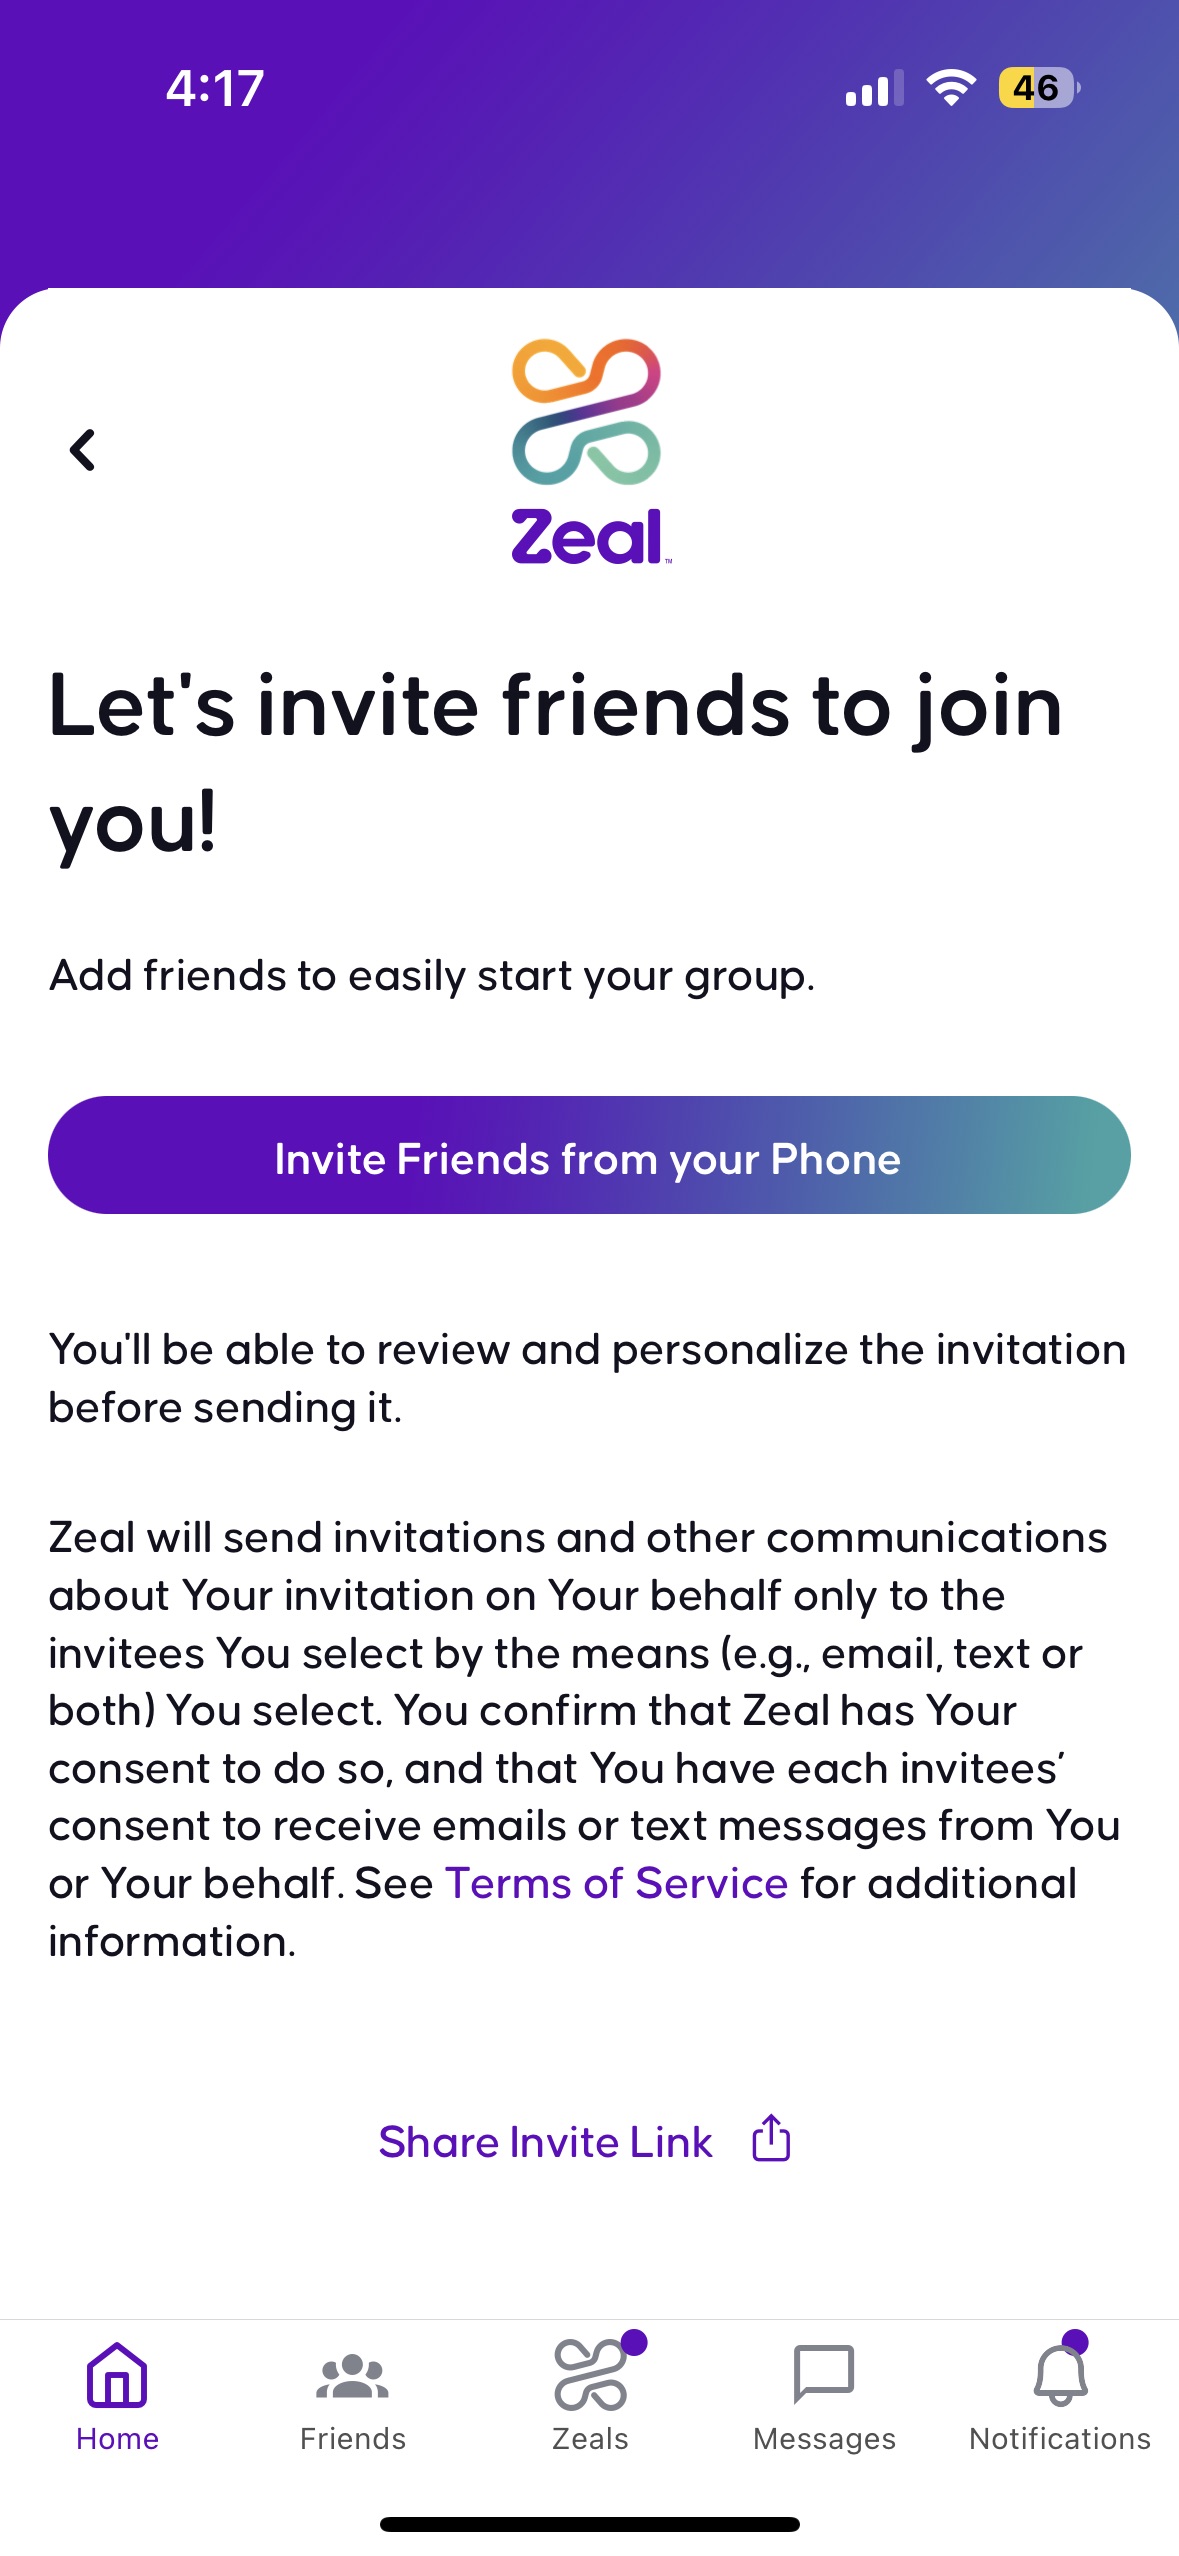 4:17
46
Zeal™
Let's invite friends to join
you!
Add friends to easily start your group.
Invite Friends from your Phone
You'll be able to review and personalize the invitation
before sending it.
Zeal will send invitations and other communications
about Your invitation on Your behalf only to the
invitees You select by the means (e.g., email, text or
both) You select. You confirm that Zeal has Your
consent to do so, and that You have each invitees’
consent to receive emails or text messages from You
or Your behalf. See Terms of Service for additional
information.
Share Invite Link
Home
Friends
Zeals
Messages
Notifications